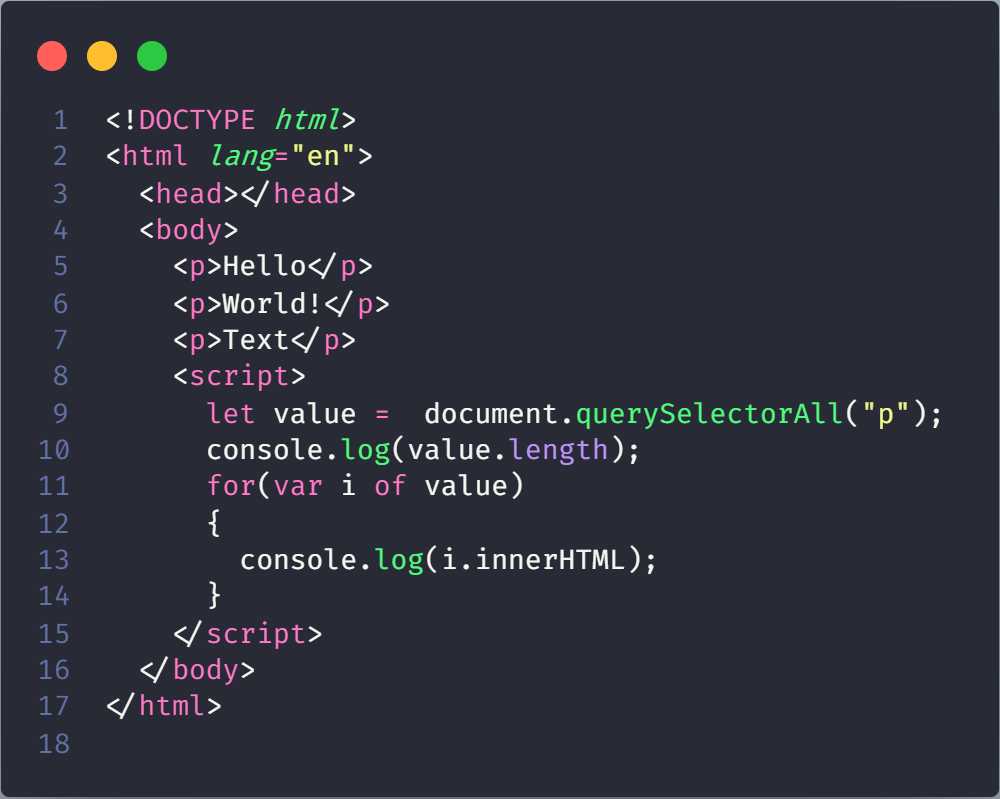 1 <!DOCTYPE html>
2 <html lang="en">
3   <head></head>
4   <body>
5     <p>Hello</p>
6     <p>World!</p>
7     <p>Text</p>
8     <script>
9       let value =  document.querySelectorAll("p");
10       console.log(value.length);
11       for(var i of value)
12       {
13         console.log(i.innerHTML);
14       }
15     </script>
16   </body>
17 </html>
18